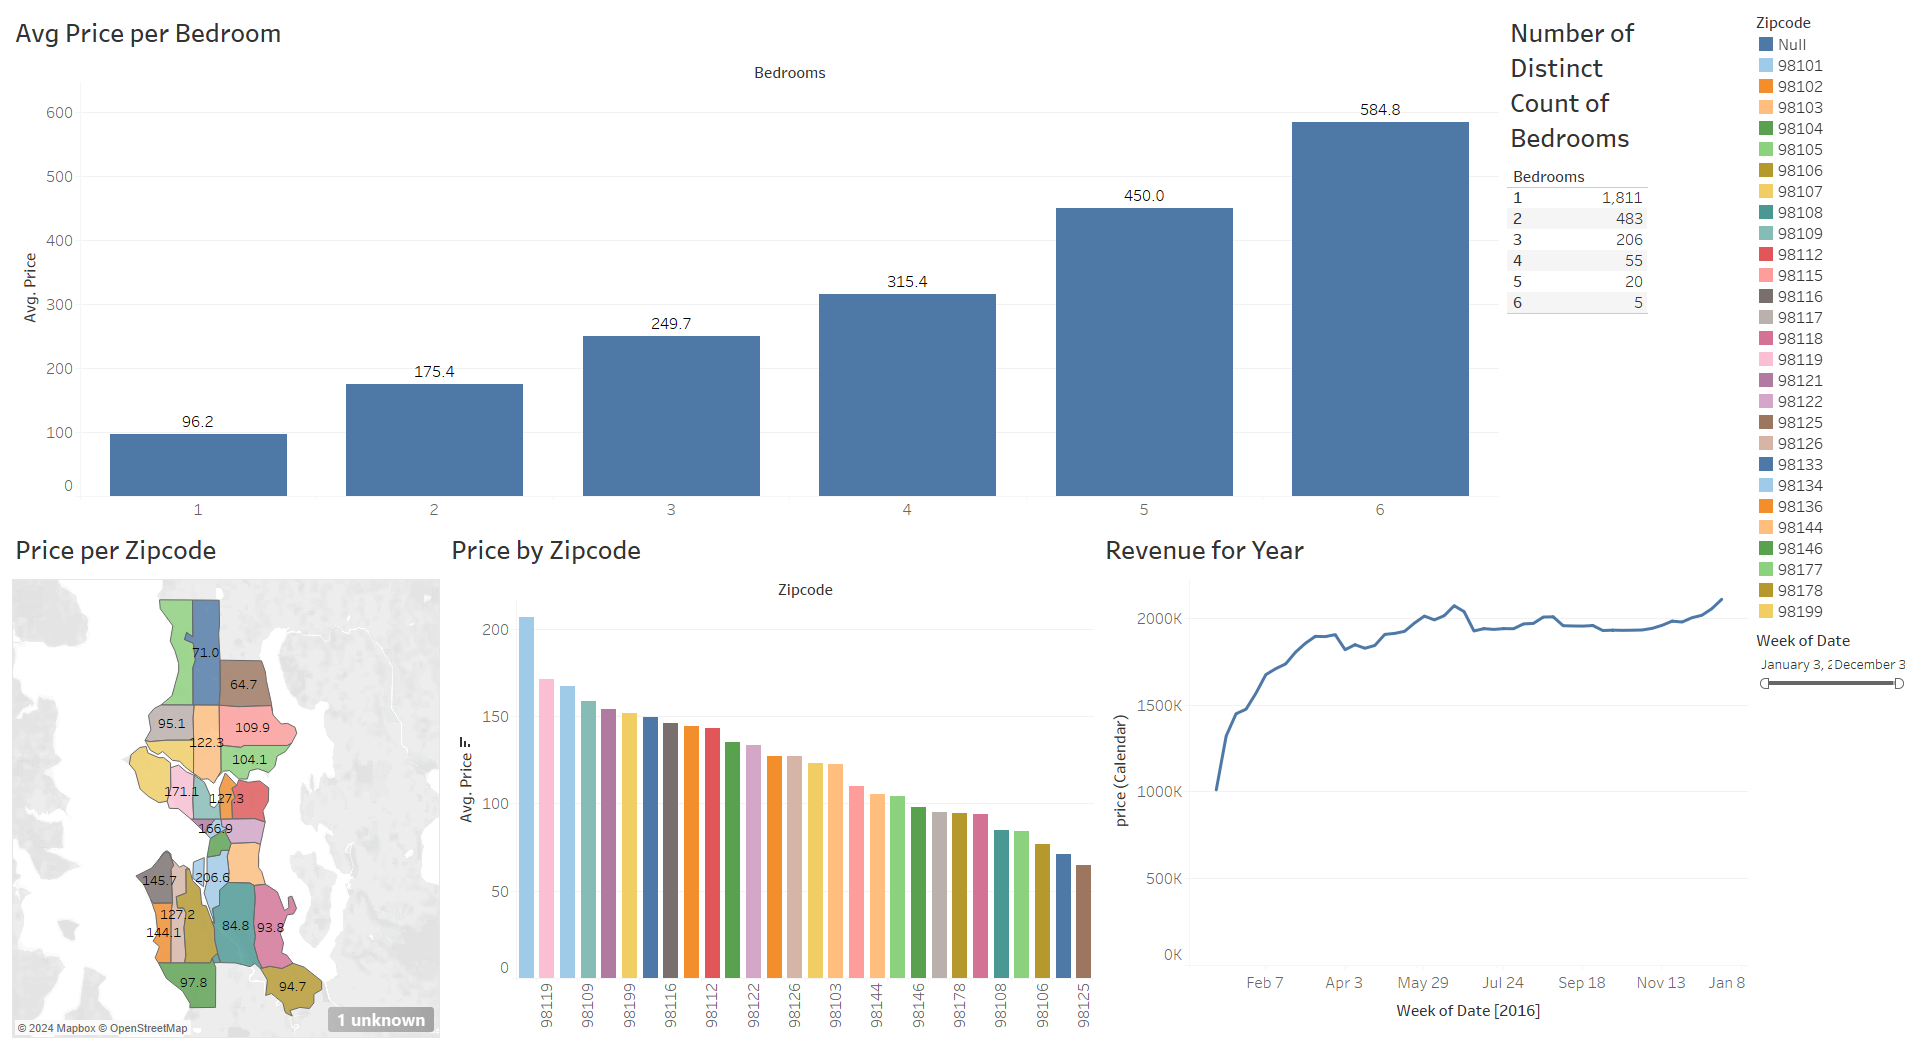 Avg Price per Bedroom
Bedrooms
Avg. Price
600
500
400
300
200
100
0
96.2
175.4
249.7
315.4
450.0
584.8
1
2
3
4
5
6
Number of
Distinct
Count of
Bedrooms
Bedrooms
1 1,811
2 483
3 206
4 55
5 20
6 5
Zipcode
Null
98101
98102
98103
98104
98105
98106
98107
98108
98109
98112
98115
98116
98117
98118
98119
98121
98122
98125
98126
98133
98134
98136
98144
98146
98177
98178
98199
Week of Date
January 3, 2
December 3
Price per Zipcode
71.0
64.7
95.1
109.9
122.3
104.1
171.1
127.3
166.9
145.7
206.6
127.2
144.1
84.8
93.8
97.8
94.7
© 2024 Mapbox © OpenStreetMap
1 unknown
Price by Zipcode
Zipcode
Avg. Price
200
150
100
50
0
98119
98109
98199
98116
98112
98122
98126
98103
98144
98146
98178
98108
98106
98125
Revenue for Year
price (Calendar)
2000K
1500K
1000K
500K
0K
Feb 7
Apr 3
May 29
Jul 24
Sep 18
Nov 13
Jan 8
Week of Date [2016]